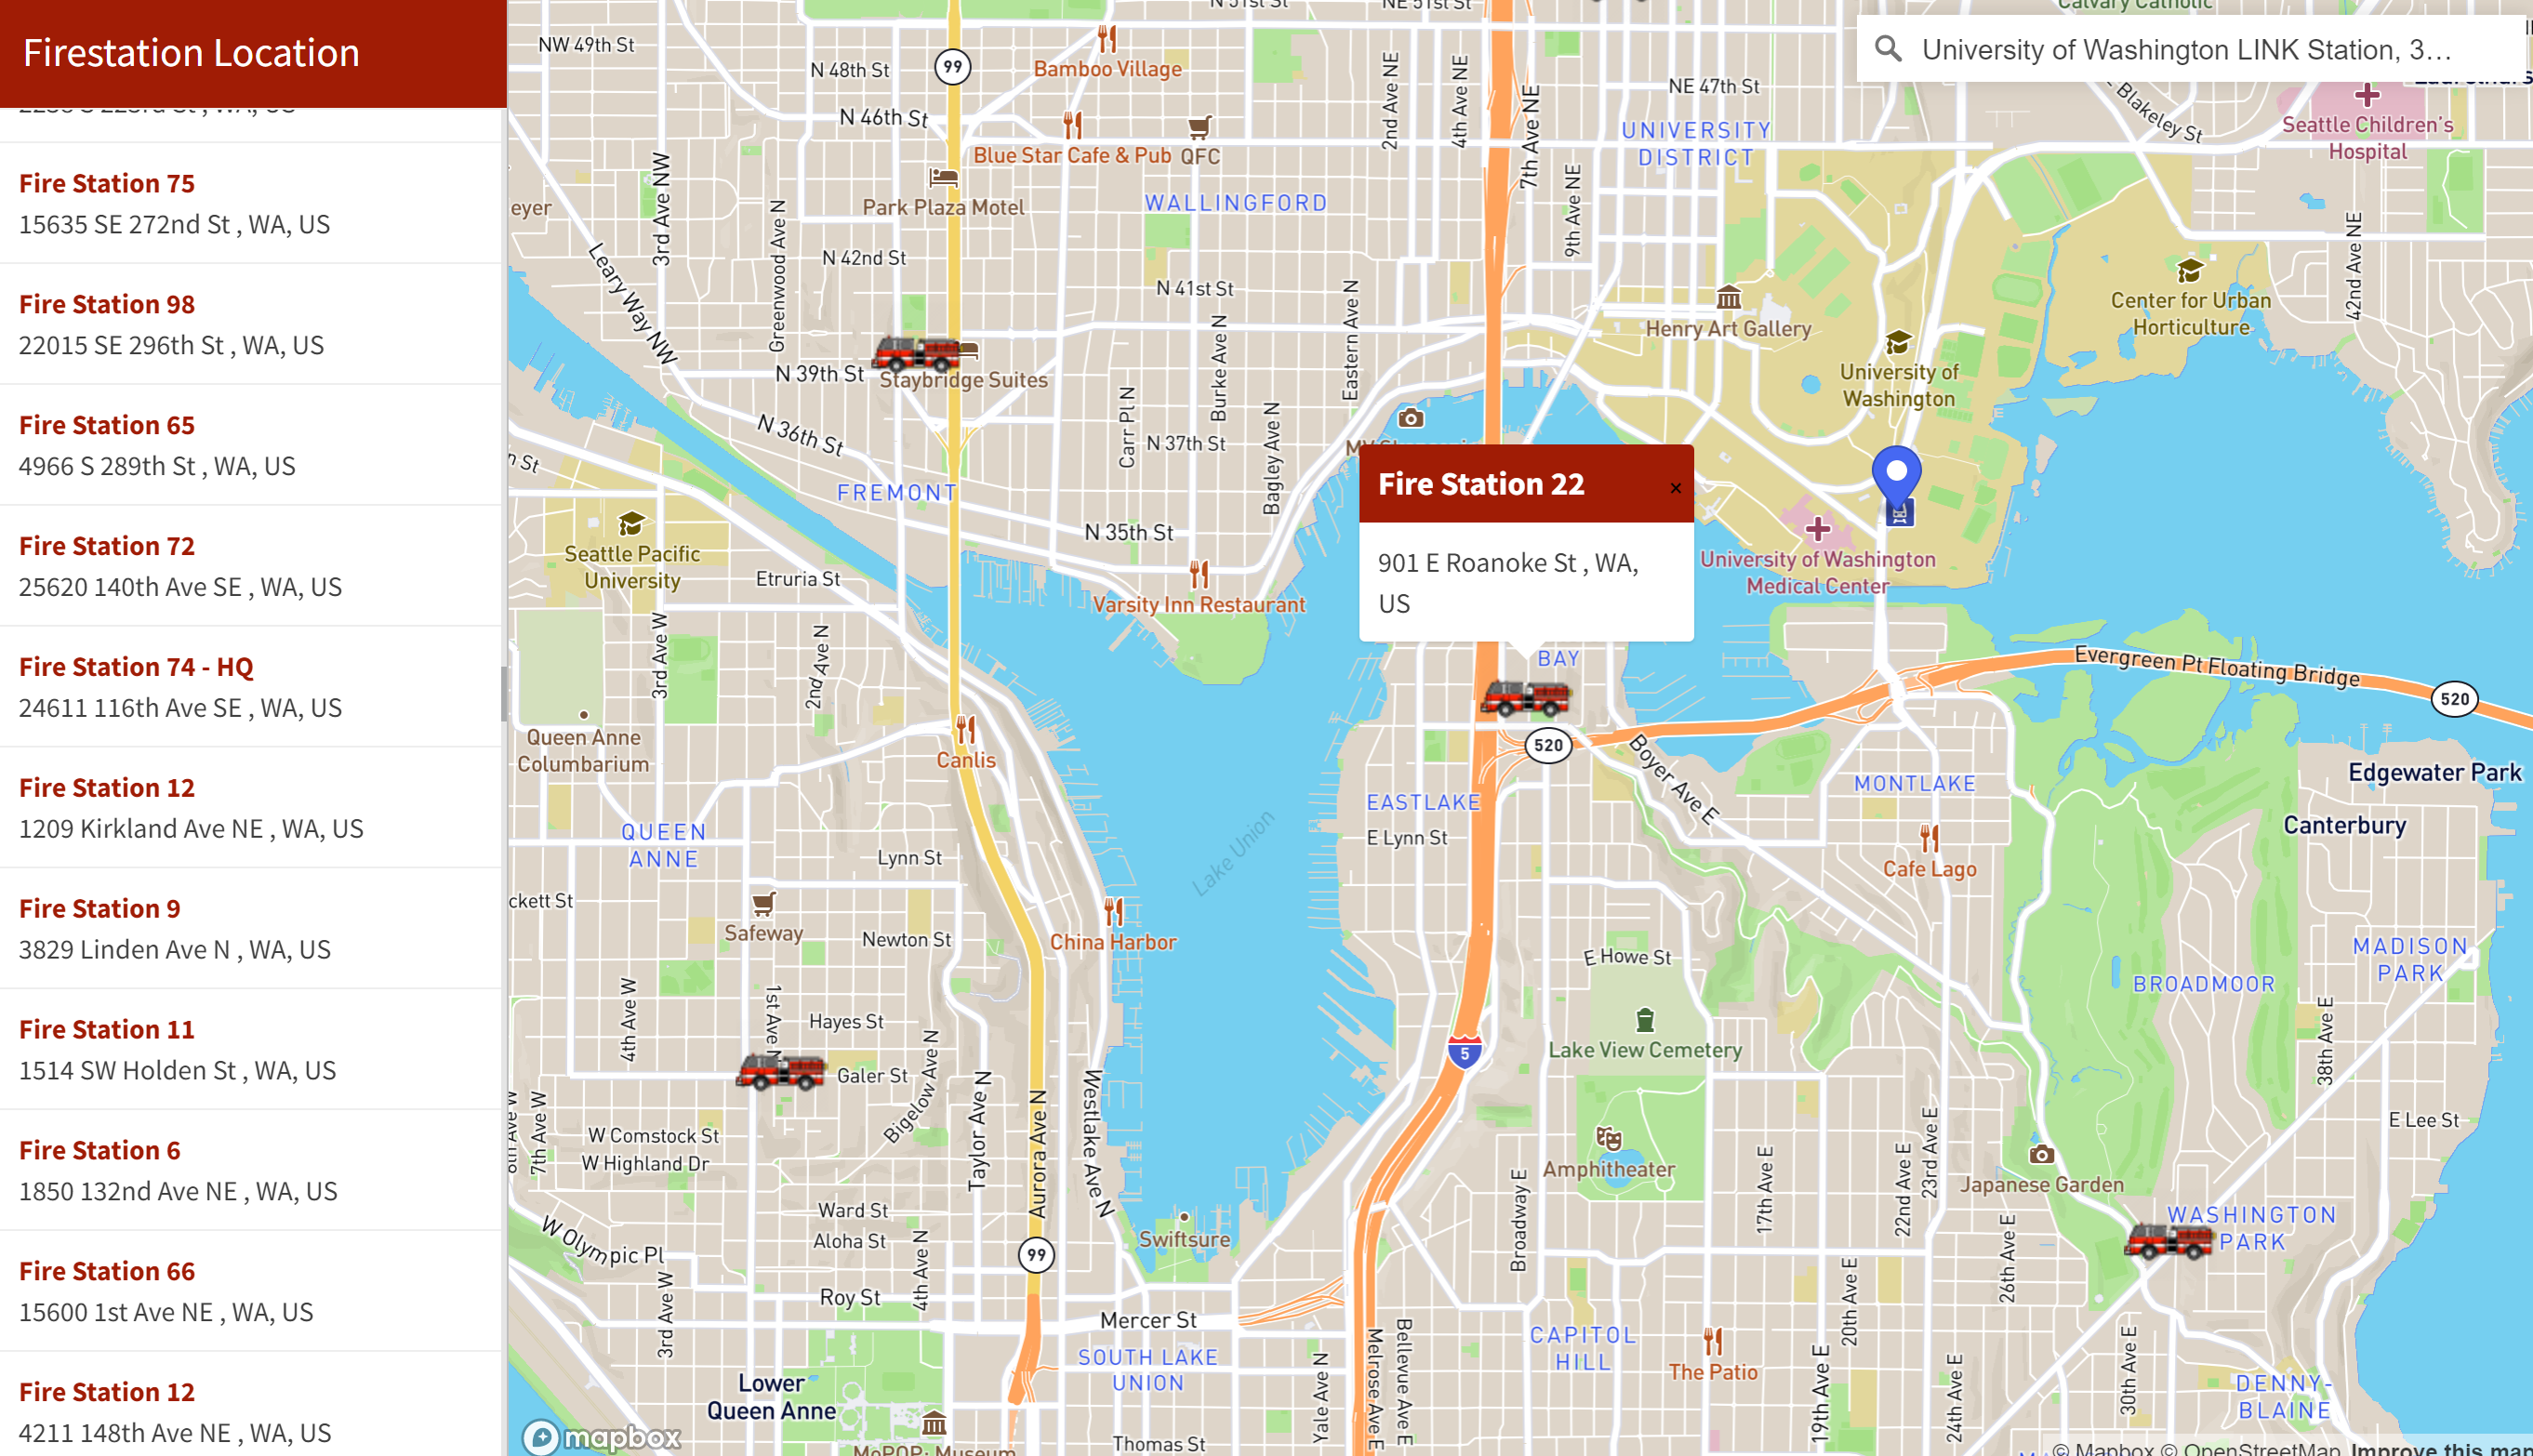 Firestation Location
Fire Station 75
15635 SE 272nd St , WA, US
Fire Station 98
22015 SE 296th St , WA, US
Fire Station 65
4966 S 289th St , WA, US
Fire Station 72
25620 140th Ave SE , WA, US
Fire Station 74 - HQ
24611 116th Ave SE , WA, US
Fire Station 12
1209 Kirkland Ave NE , WA, US
Fire Station 9
3829 Linden Ave N , WA, US
Fire Station 11
1514 SW Holden St , WA, US
Fire Station 6
1850 132nd Ave NE , WA, US
Fire Station 66
15600 1st Ave NE , WA, US
Fire Station 12
4211 148th Ave NE , WA, US
University of Washington LINK Station, 3...
N 51st St
NE 51st St
Calvary Catholic
NW 49th St
N 48th St
99
Bamboo Village
2nd Ave NE
4th Ave NE
7th Ave NE
NE 47th St
Blakeley St
Seattle Children's
Hospital
N 46th St
Blue Star Cafe & Pub
QFC
UNIVERSITY
DISTRICT
3rd Ave NW
Park Plaza Motel
WALLINGFORD
9th Ave NE
eyer
Greenwood Ave N
Leary Way NW
N 42nd St
N 41st St
42nd Ave NE
Center for Urban
Horticulture
Henry Art Gallery
Eastern Ave N
Burke Ave N
University of
Washington
N 39th St
Staybridge Suites
Carr Pl N
Bagley Ave N
N 36th St
N 37th St
n St
FREMONT
Fire Station 22
×
901 E Roanoke St , WA,
US
N 35th St
Seattle Pacific
University
Etruria St
Varsity Inn Restaurant
University of Washington
Medical Center
3rd Ave W
2nd Ave N
BAY
Evergreen Pt Floating Bridge
520
520
Queen Anne
Columbarium
Canlis
Boyer Ave E
MONTLAKE
Edgewater Park
Canterbury
EASTLAKE
E Lynn St
QUEEN
ANNE
Lake Union
Lynn St
Cafe Lago
ckett St
Safeway
Newton St
China Harbor
E Howe St
MADISON
PARK
BROADMOOR
4th Ave W
1st Ave N
Hayes St
38th Ave E
5
Lake View Cemetery
Galer St
Bigelow Ave N
Taylor Ave N
Aurora Ave N
Westlake Ave N
7th Ave W
W Comstock St
W Highland Dr
E Lee St
Amphitheater
Broadway E
17th Ave E
22nd Ave E
23rd Ave E
Japanese Garden
WASHINGTON
PARK
W Olympic Pl
Ward St
Aloha St
99
Swiftsure
26th Ave E
3rd Ave W
4th Ave N
Roy St
Mercer St
20th Ave E
SOUTH LAKE
UNION
Yale Ave N
Melrose Ave E
Bellevue Ave E
CAPITOL
HILL
The Patio
19th Ave E
24th Ave E
30th Ave E
DENNY-
BLAINE
Lower
Queen Anne
MoPOP: Museum
Thomas St
mapbox
© Mapbox © OpenStreetMap Improve this map